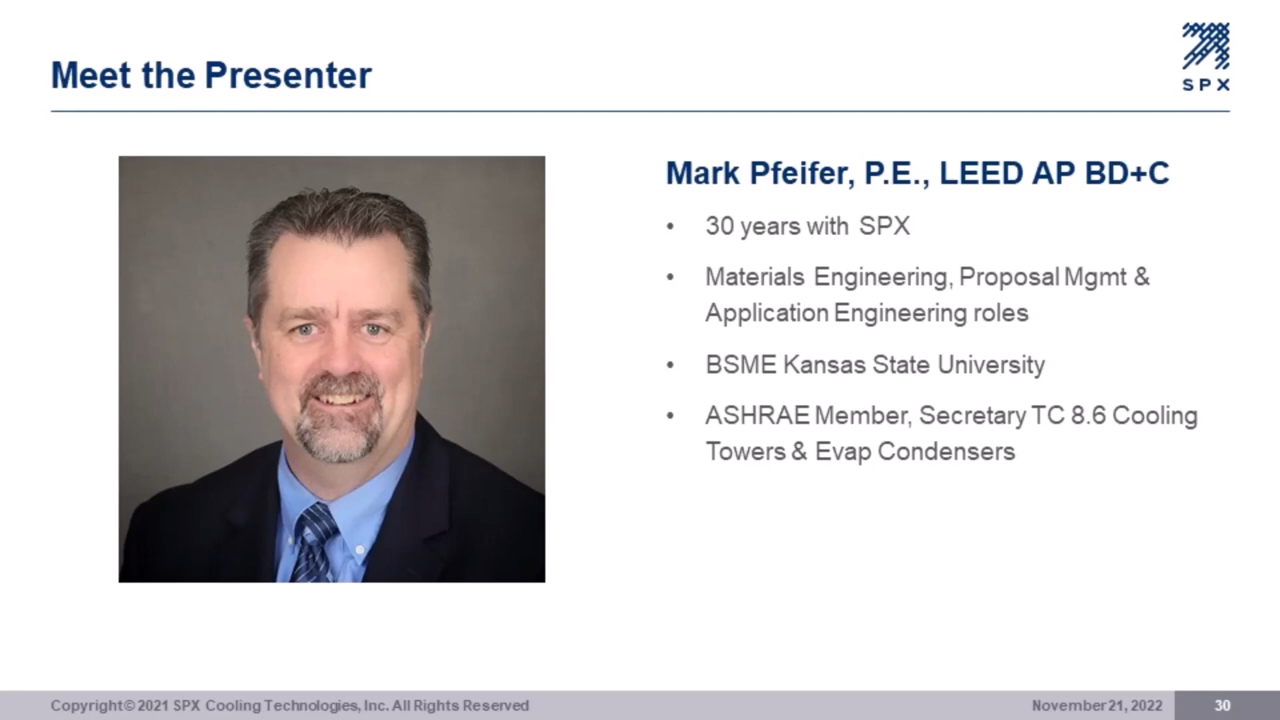 Meet the Presenter
SPX
Mark Pfeifer, P.E., LEED AP BD+C
• 30 years with SPX
• Materials Engineering, Proposal Mgmt &
Application Engineering roles
• BSME Kansas State University
• ASHRAE Member, Secretary TC 8.6 Cooling
Towers & Evap Condensers
Copyright© 2021 SPX Cooling Technologies, Inc. All Rights Reserved
November 21, 2022
30